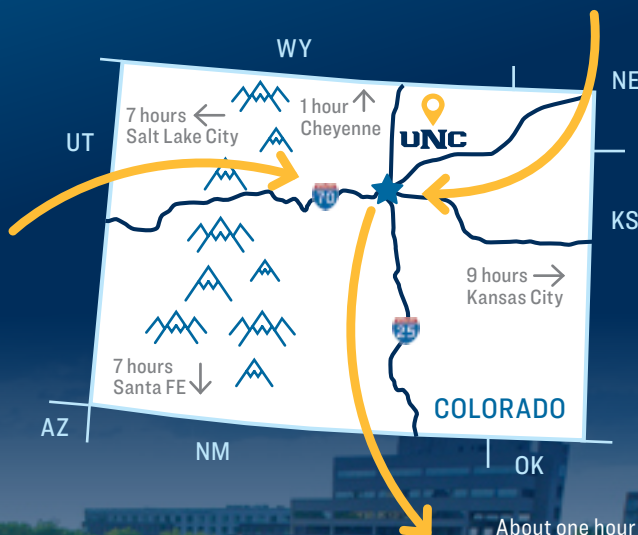 WY
NE
7 hours
Salt Lake City
1 hour
Cheyenne
UNC
UT
70
KS
9 hours
Kansas City
25
7 hours
Santa FE
COLORADO
AZ
NM
OK
About one hour